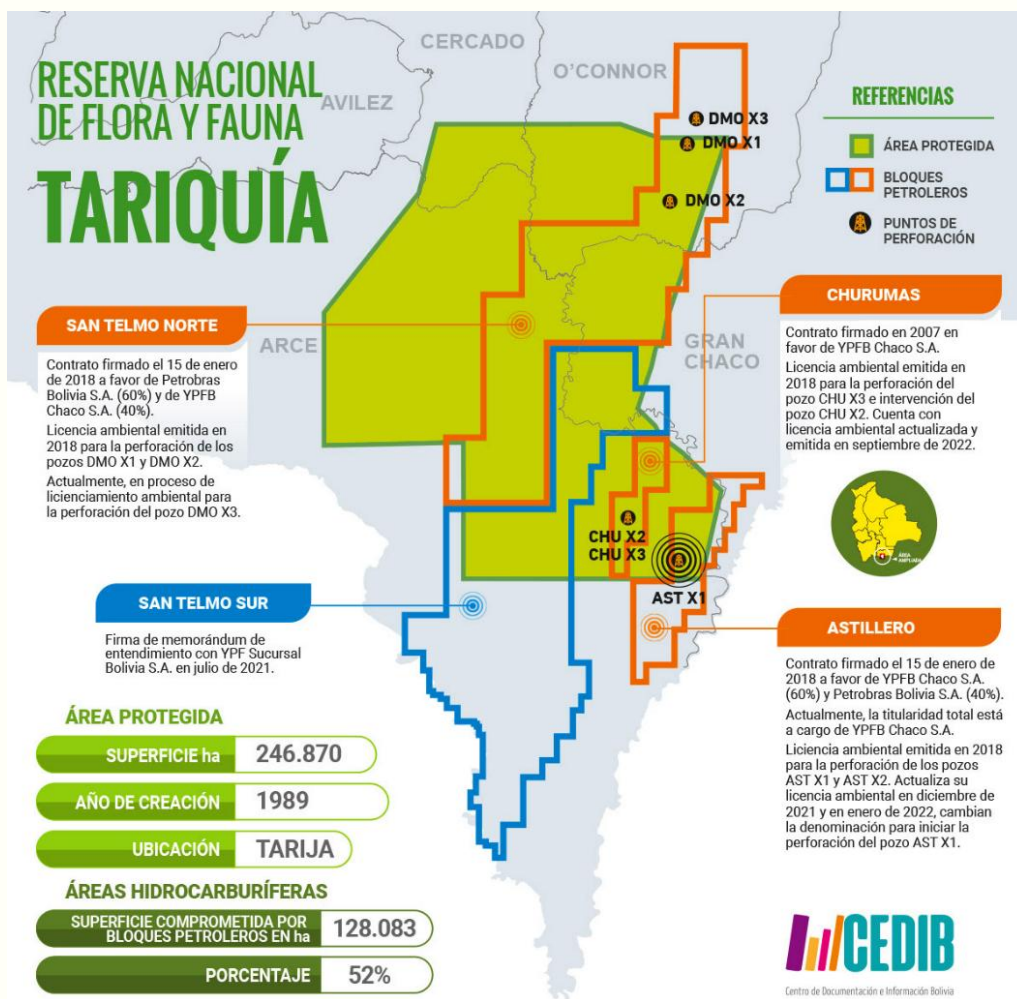 RESERVA NACIONAL
DE FLORA Y FAUNA
TARIQUÍA
CERCADO
O'CONNOR
AVILEZ
ARCE
GRAN
CHACO
DMO X3
DMO X1
DMO X2
CHU X2
CHU X3
AST X1
REFERENCIAS
ÁREA PROTEGIDA
BLOQUES
PETROLEROS
PUNTOS DE
PERFORACIÓN
SAN TELMO NORTE
Contrato firmado el 15 de enero
de 2018 a favor de Petrobras
Bolivia S.A. (60%) y de YPFB
Chaco S.A. (40%).
Licencia ambiental emitida en
2018 para la perforación de los
pozos DMO X1 y DMO X2.
Actualmente, en proceso de
licienciamiento ambiental para
la perforación del pozo DMO X3.
CHURUMAS
Contrato firmado en 2007 en
favor de YPFB Chaco S.A.
Licencia ambiental emitida en
2018 para la perforación del
pozo CHU X3 e intervención del
pozo CHU X2. Cuenta con
licencia ambiental actualizada y
emitida en septiembre de 2022.
ÁREA
AMPLIADA
SAN TELMO SUR
Firma de memorándum de
entendimiento con YPF Sucursal
Bolivia S.A. en julio de 2021.
ASTILLERO
Contrato firmado el 15 de enero de
2018 a favor de YPFB Chaco S.A.
(60%) y Petrobras Bolivia S.A. (40%).
Actualmente, la titularidad total está
a cargo de YPFB Chaco S.A.
Liciencia ambiental emitida en 2018
para la perforación de los pozos
AST X1 y AST X2. Actualiza su
licencia ambiental en diciembre de
2021 y en enero de 2022, cambian
la denominación para iniciar la
perforación del pozo AST X1.
ÁREA PROTEGIDA
SUPERFICIE ha 246.870
AÑO DE CREACIÓN 1989
UBICACIÓN TARIJA
ÁREAS HIDROCARBURÍFERAS
SUPERFICIE COMPROMETIDA POR
BLOQUES PETROLEROS EN ha 128.083
PORCENTAJE 52%
CEDIB
Centro de Documentación e Información Bolivia